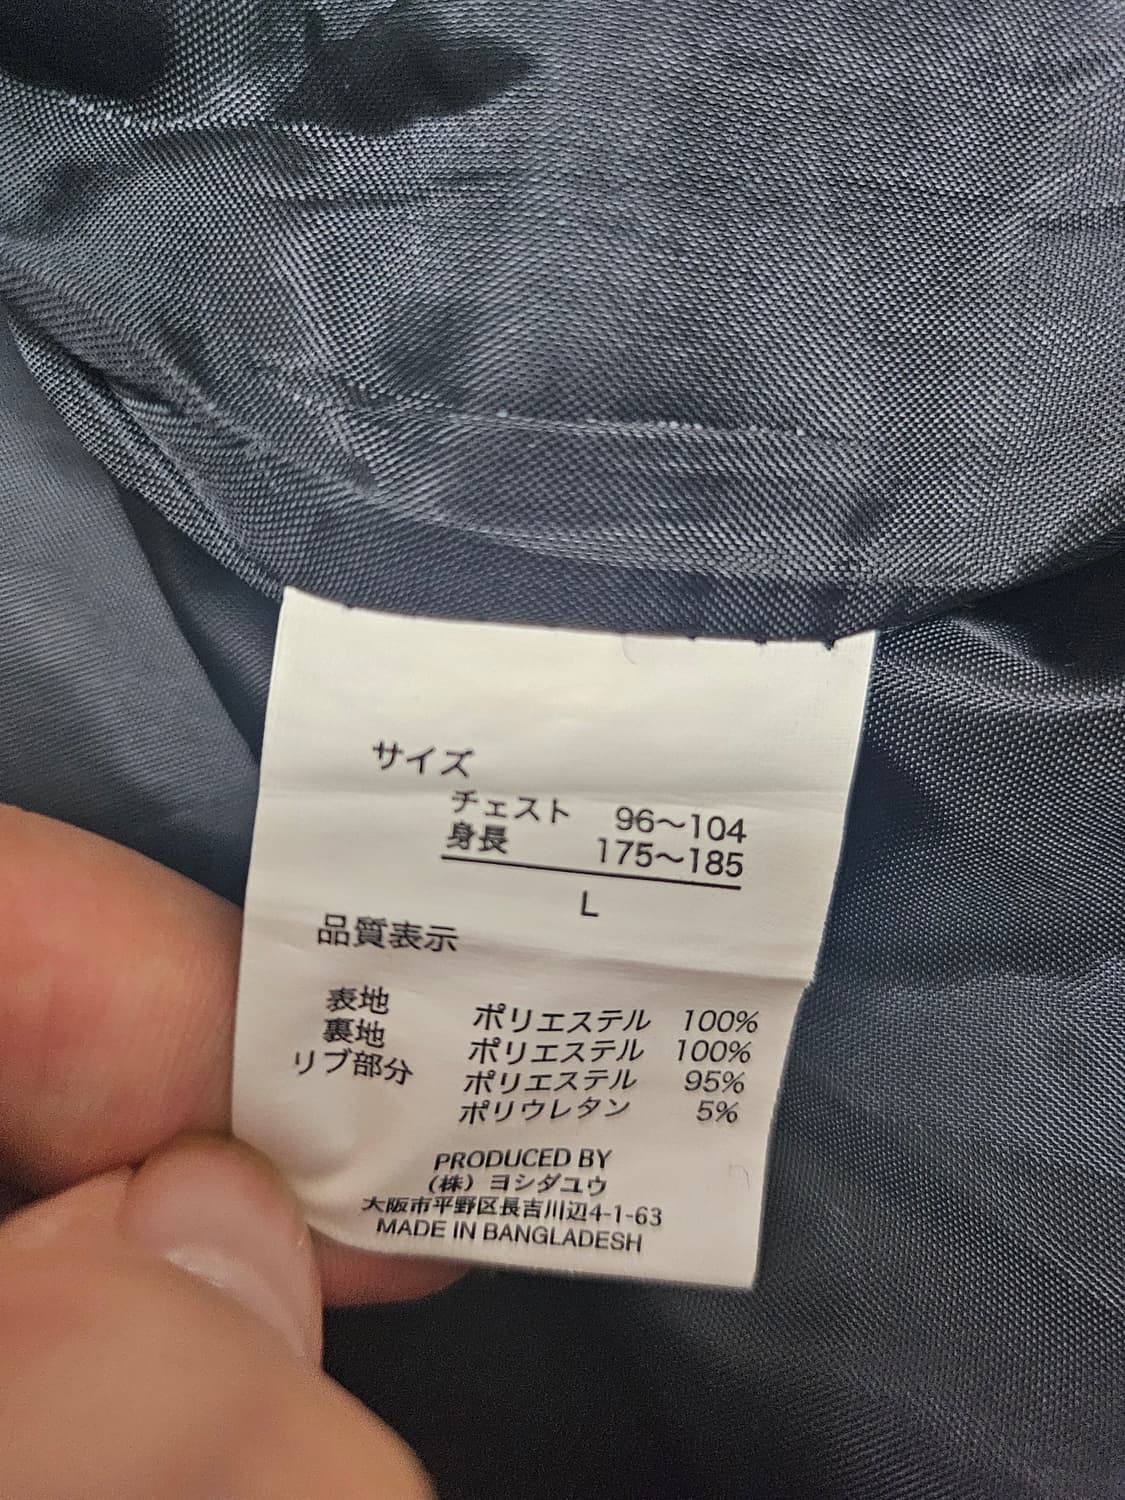 サイズ
チェスト 96～104
身長 175～185
L
品質表示
表地 ポリエステル 100%
裏地 ポリエステル 100%
リブ部分 ポリエステル 95%
ポリウレタン 5%
PRODUCED BY
(株) ヨシダユウ
大阪市平野区長吉川辺4-1-63
MADE IN BANGLADESH